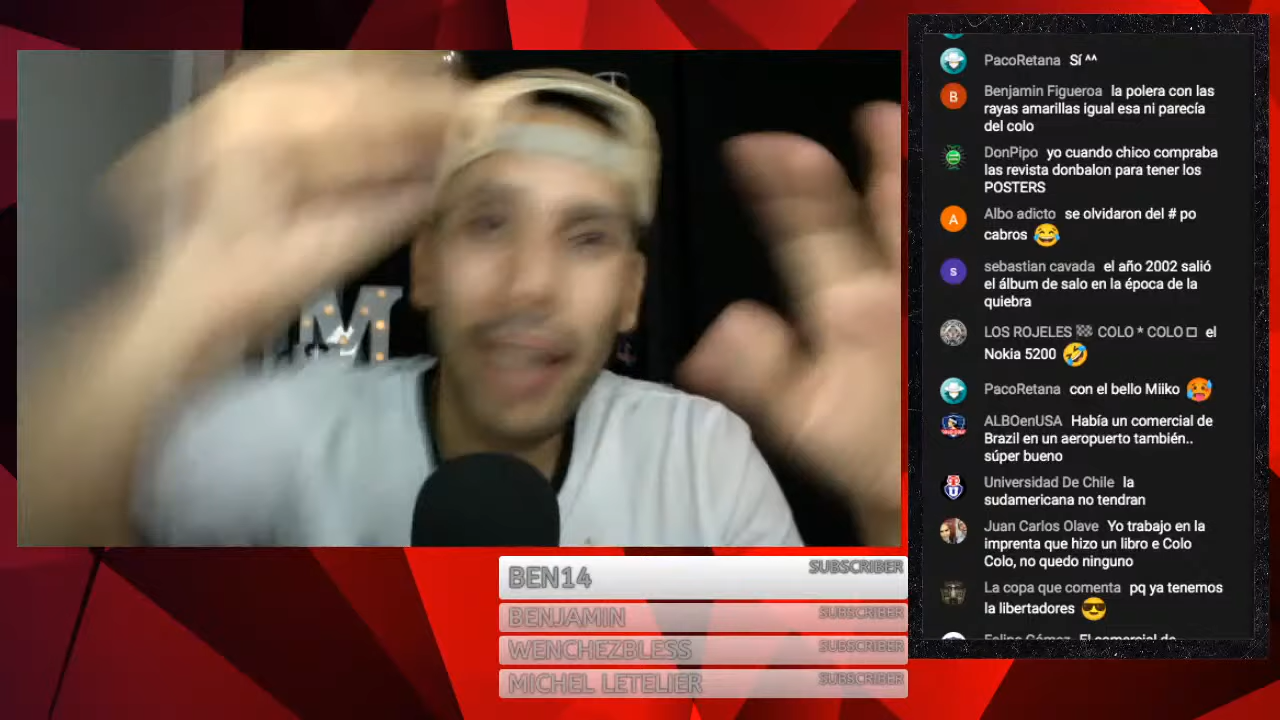 PacoRetana Sí ^^
Benjamin Figueroa la polera con las
rayas amarillas igual esa ni parecía
del colo
DonPipo yo cuando chico compraba
las revista donbalon para tener los
POSTERS
Albo adicto se olvidaron del # po
cabros 😂
sebastian cavada el año 2002 salió
el álbum de salo en la época de la
quiebra
LOS ROJELES 🏁 COLO * COLO □ el
Nokia 5200 🤣
PacoRetana con el bello Miiko 🥵
ALBOenUSA Había un comercial de
Brazil en un aeropuerto también..
súper bueno
Universidad De Chile la
sudamericana no tendran
Juan Carlos Olave Yo trabajo en la
imprenta que hizo un libro e Colo
Colo, no quedo ninguno
La copa que comenta pq ya tenemos
la libertadores 😎
Felipe Gómez El comercial de
M
BEN14 SUBSCRIBER
BENJAMIN SUBSCRIBER
WENCHEZBLESS SUBSCRIBER
MICHEL LETELIER SUBSCRIBER